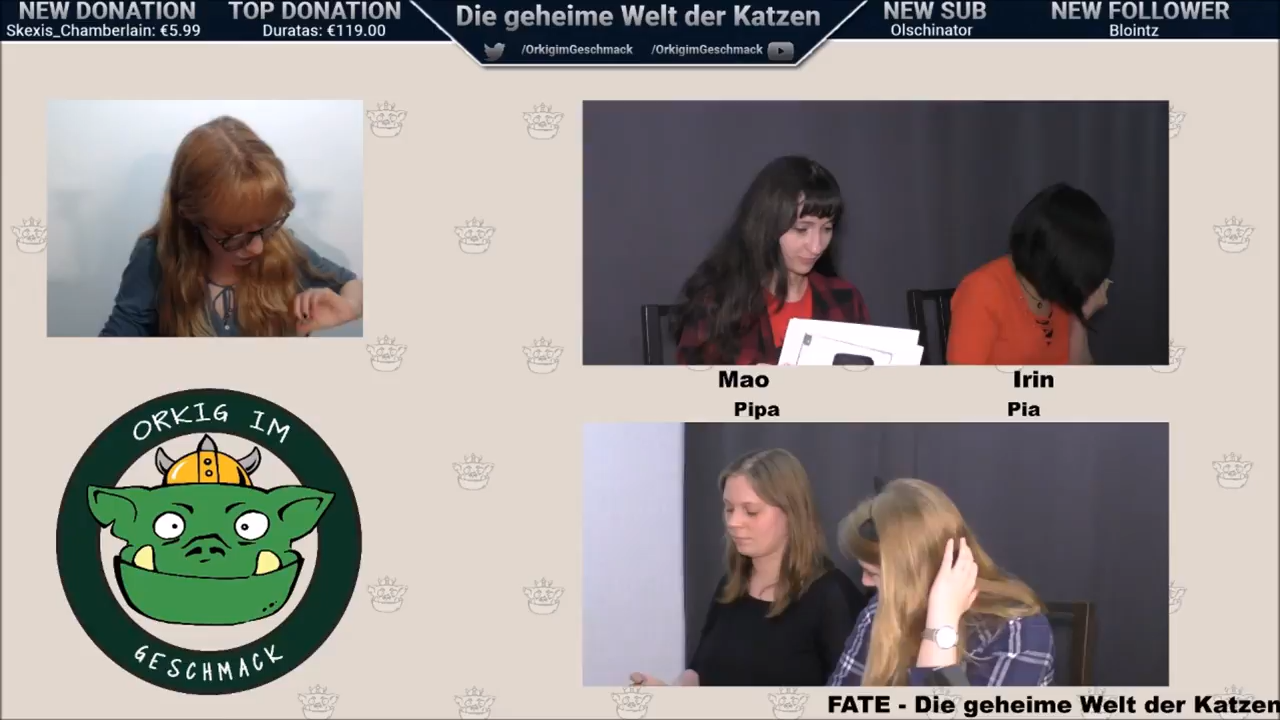 NEW DONATION
Skexis_Chamberlain: €5.99
TOP DONATION
Duratas: €119.00
Die geheime Welt der Katzen
/OrkigimGeschmack /OrkigimGeschmack
NEW SUB
Olschinator
NEW FOLLOWER
Blointz
Mao
Pipa
Irin
Pia
ORKIG IM
GESCHMACK
FATE - Die geheime Welt der Katzen